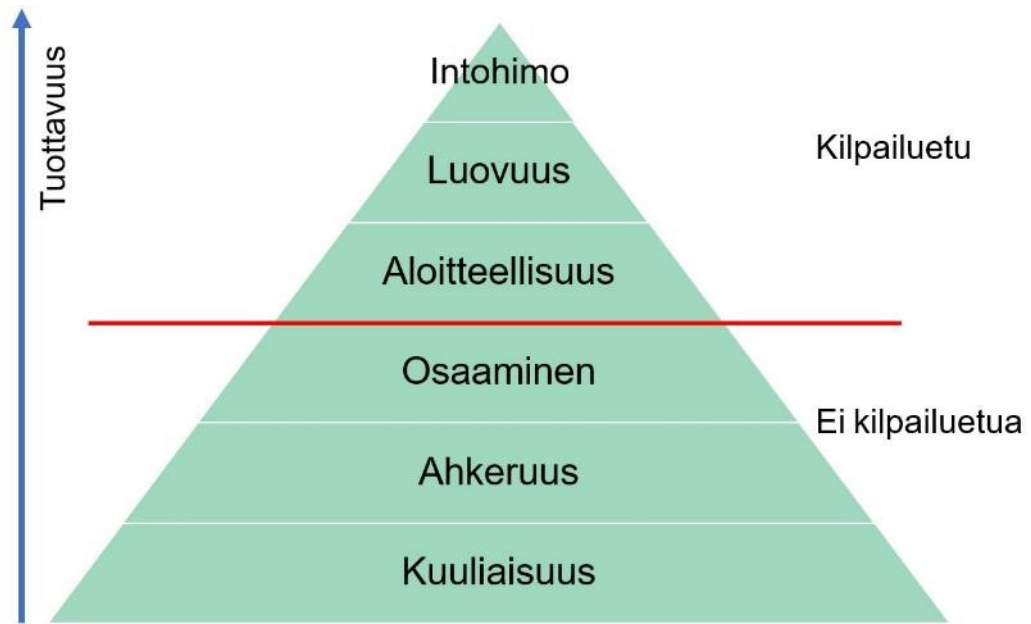 Tuottavuus
Intohimo
Luovuus
Kilpailuetu
Aloitteellisuus
Osaaminen
Ei kilpailuetua
Ahkeruus
Kuuliaisuus